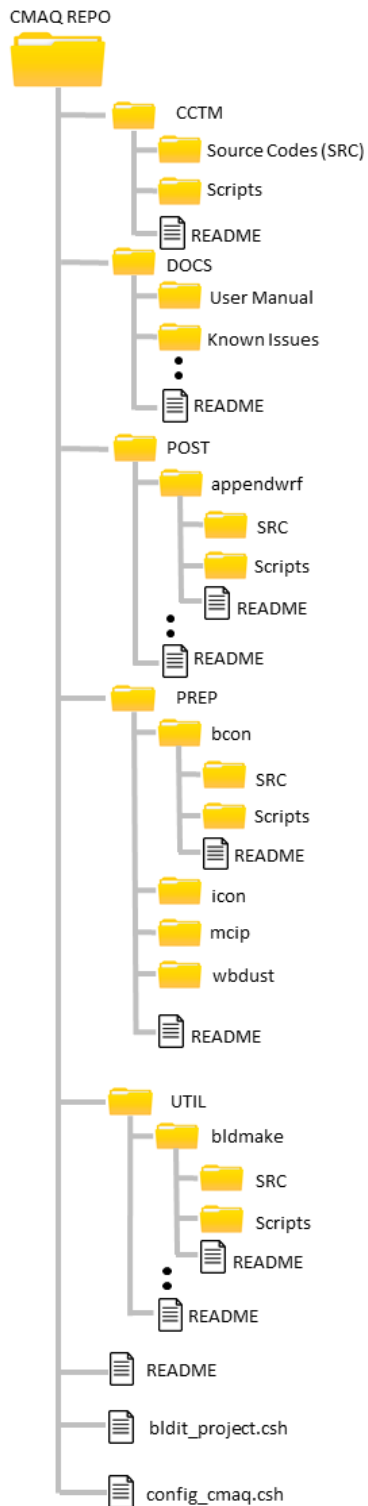 CMAQ REPO
CCTM
Source Codes (SRC)
Scripts
README
DOCS
User Manual
Known Issues
README
POST
appendwrf
SRC
Scripts
README
README
PREP
bcon
SRC
Scripts
README
icon
mcip
wbdust
README
UTIL
bldmake
SRC
Scripts
README
README
README
bldit_project.csh
config_cmaq.csh